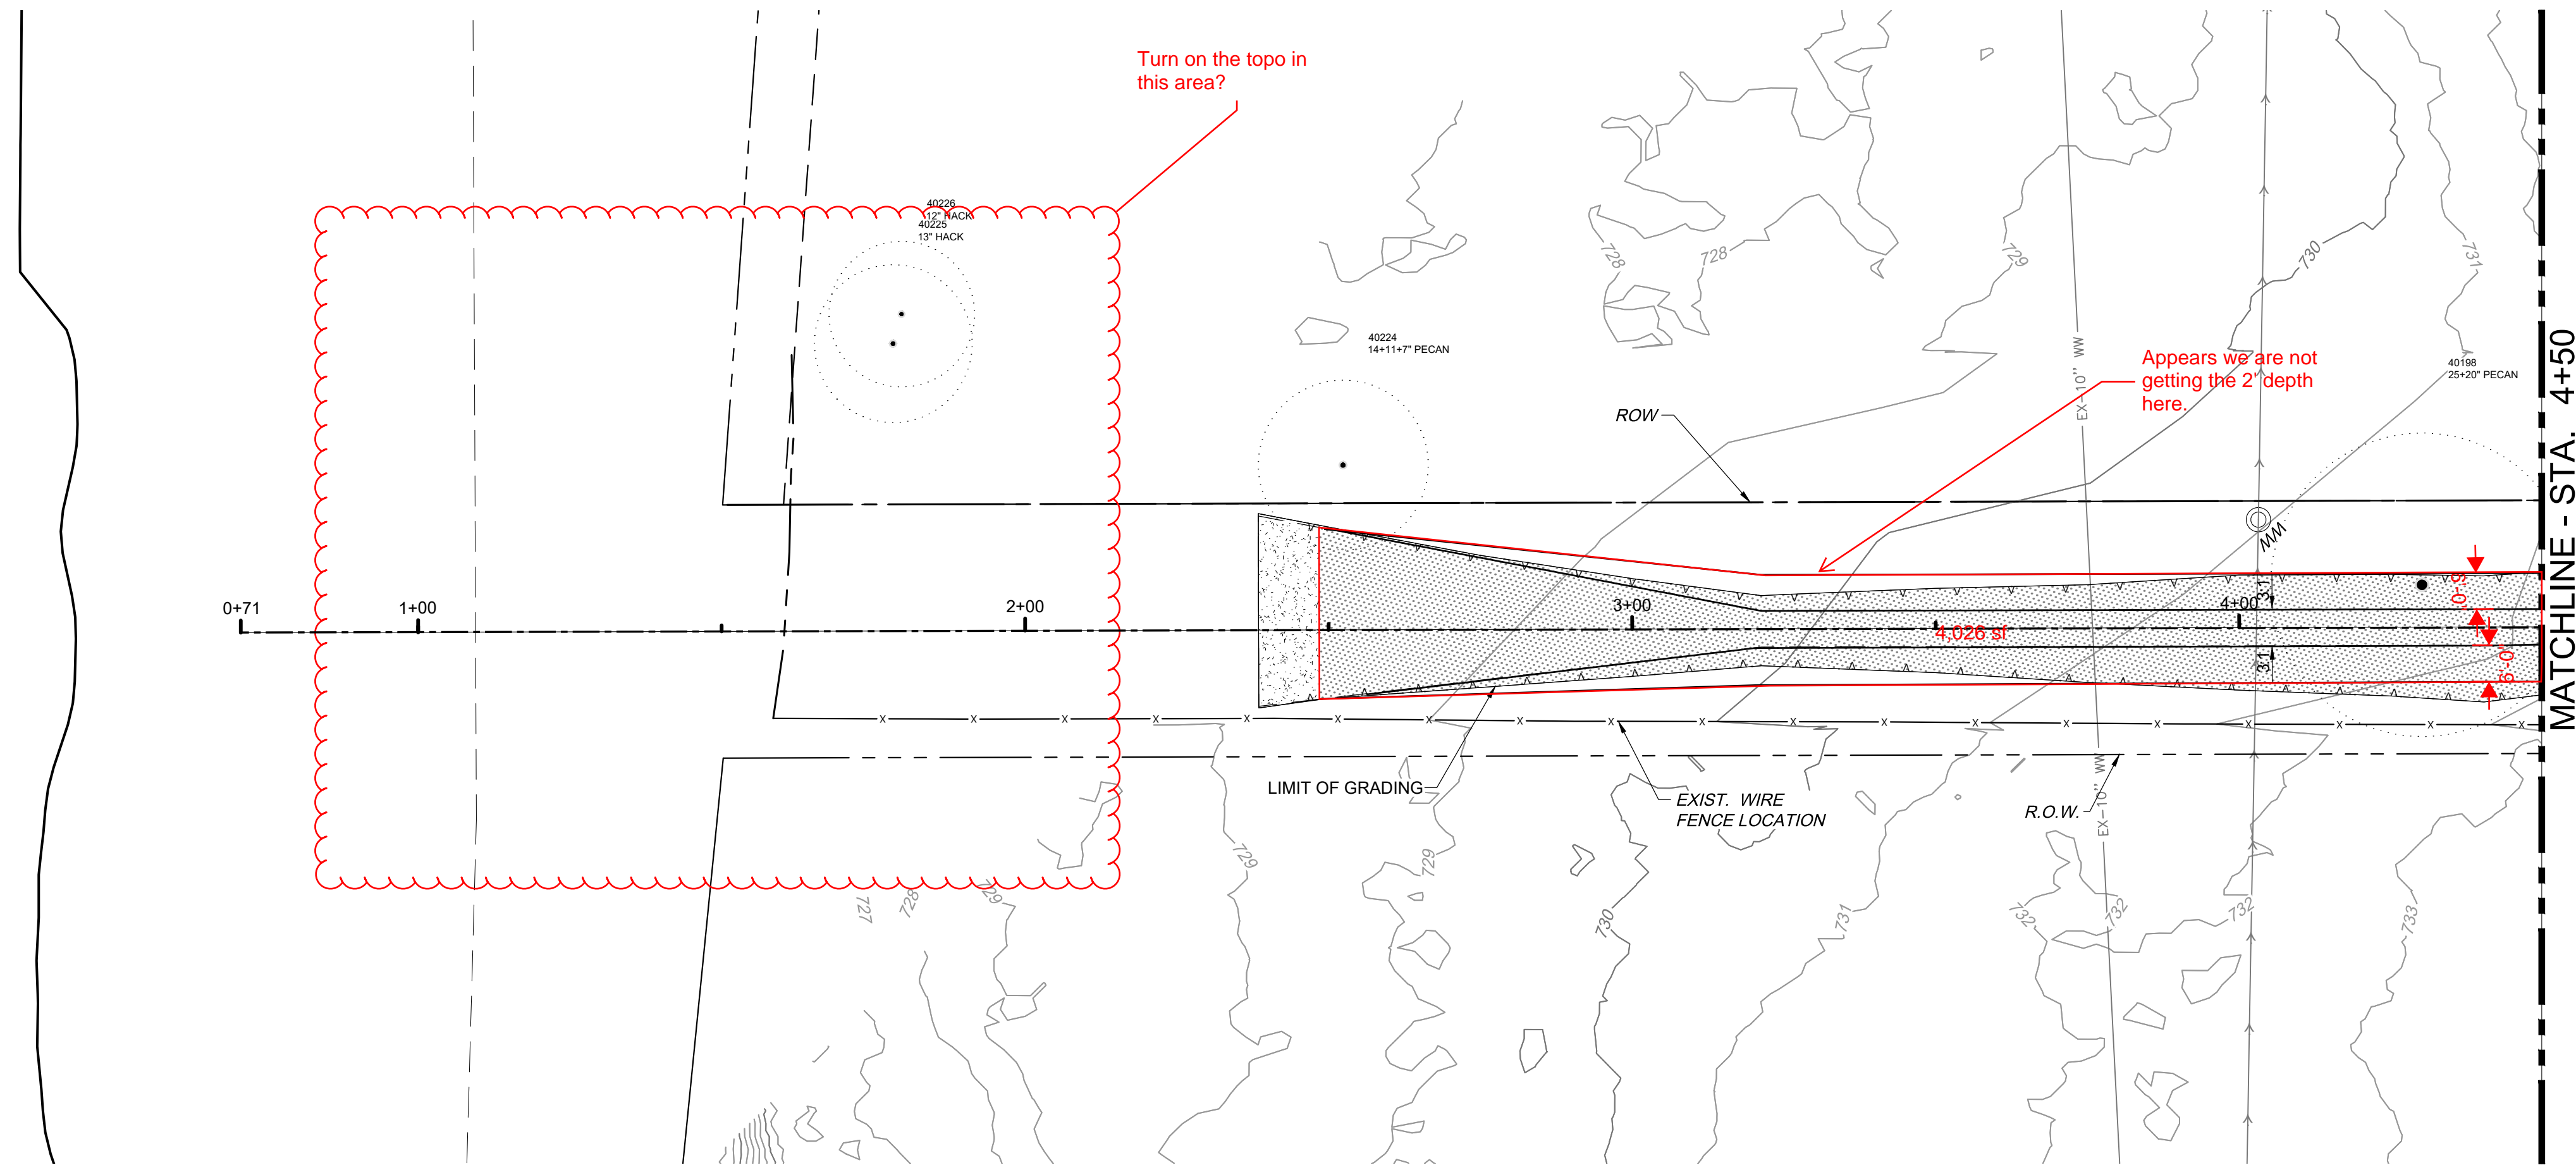 Turn on the topo in
this area?
40226
12" HACK
40225
13" HACK
728
728
729
730
731
40224
14+11+7" PECAN
EX-10" WW
Appears we are not
getting the 2' depth
here.
40198
25+20" PECAN
ROW
WW
MATCHLINE - STA. 4+50
0+71
1+00
2+00
3+00
4+00
3:1
6'-0"
4,026 sf
3:1
6'-0"
LIMIT OF GRADING
EXIST. WIRE
FENCE LOCATION
R.O.W.
EX-10" WW
727
728
729
729
729
730
731
732
732
732
733